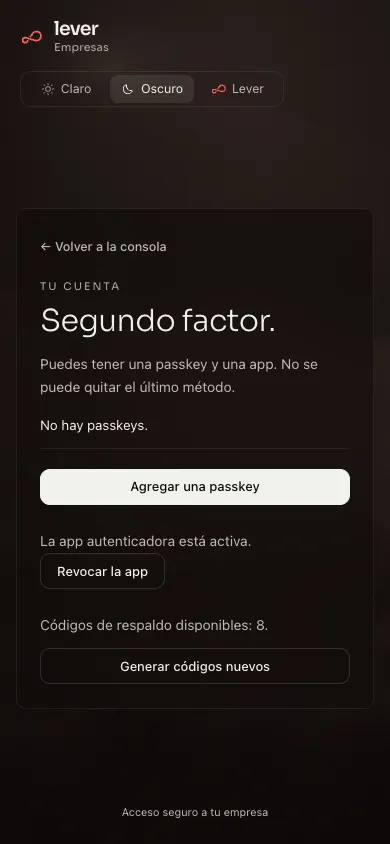 lever
Empresas
Claro
Oscuro
Lever
← Volver a la consola
TU CUENTA
Segundo factor.
Puedes tener una passkey y una app. No se
puede quitar el último método.
No hay passkeys.
Agregar una passkey
La app autenticadora está activa.
Revocar la app
Códigos de respaldo disponibles: 8.
Generar códigos nuevos
Acceso seguro a tu empresa